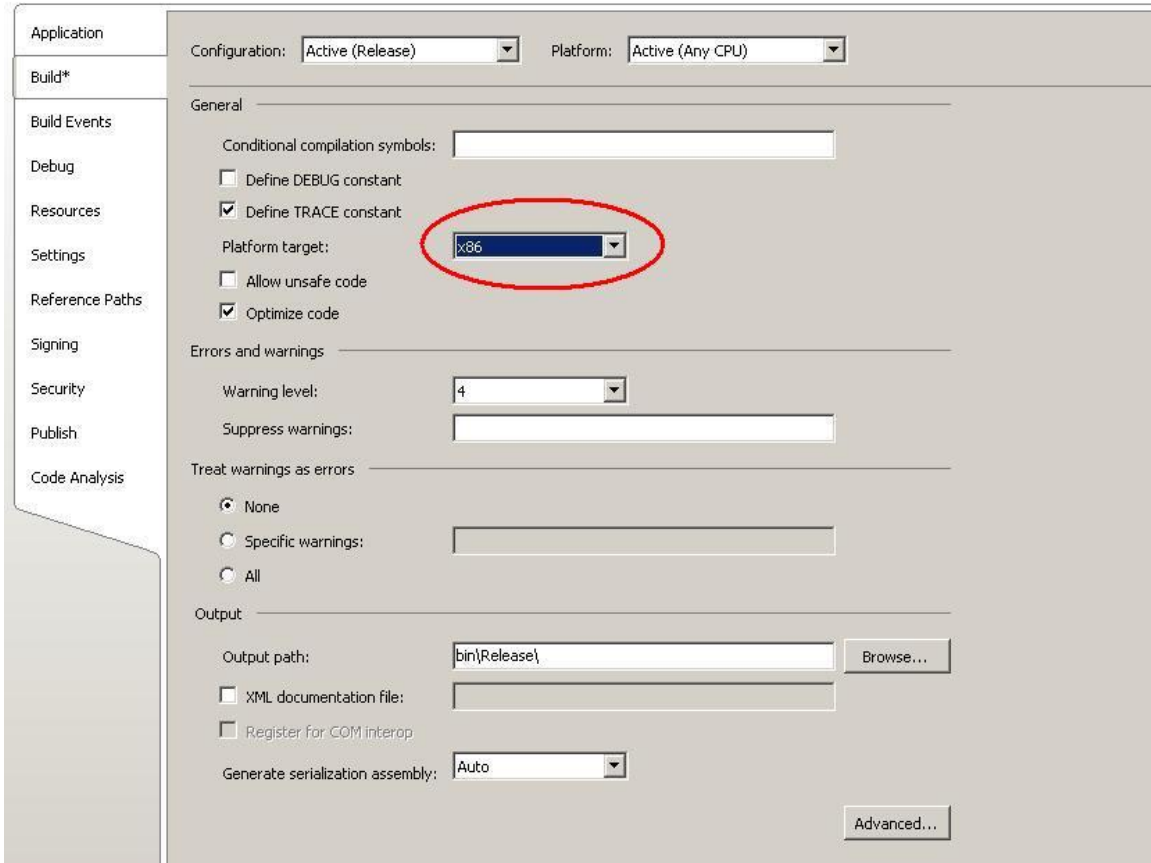 Application
Build*
Build Events
Debug
Resources
Settings
Reference Paths
Signing
Security
Publish
Code Analysis
Configuration: Active (Release) Platform: Active (Any CPU)
General
Conditional compilation symbols:
Define DEBUG constant
Define TRACE constant
Platform target: x86
Allow unsafe code
Optimize code
Errors and warnings
Warning level: 4
Suppress warnings:
Treat warnings as errors
None
Specific warnings:
All
Output
Output path: bin\Release\ Browse...
XML documentation file:
Register for COM interop
Generate serialization assembly: Auto
Advanced...